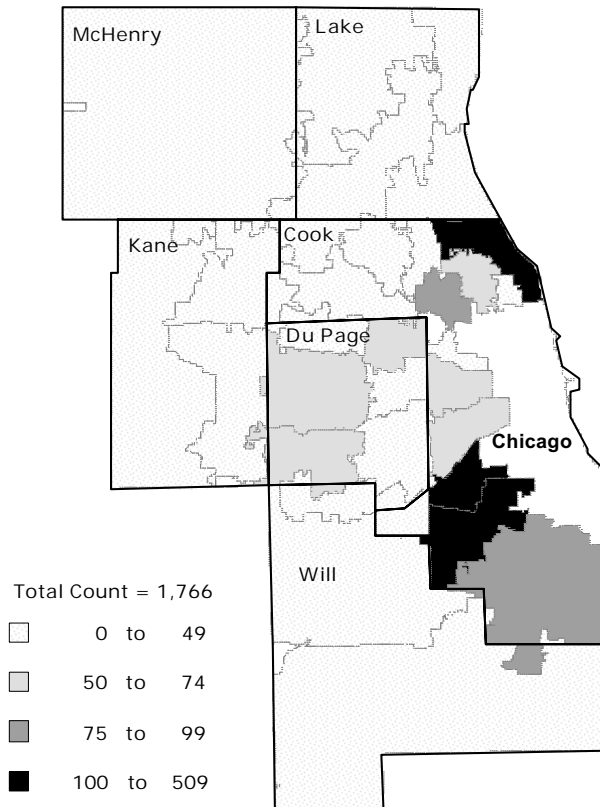 McHenry
Lake
Kane
Cook
Du Page
Chicago
Will
Total Count = 1,766
0 to 49
50 to 74
75 to 99
100 to 509